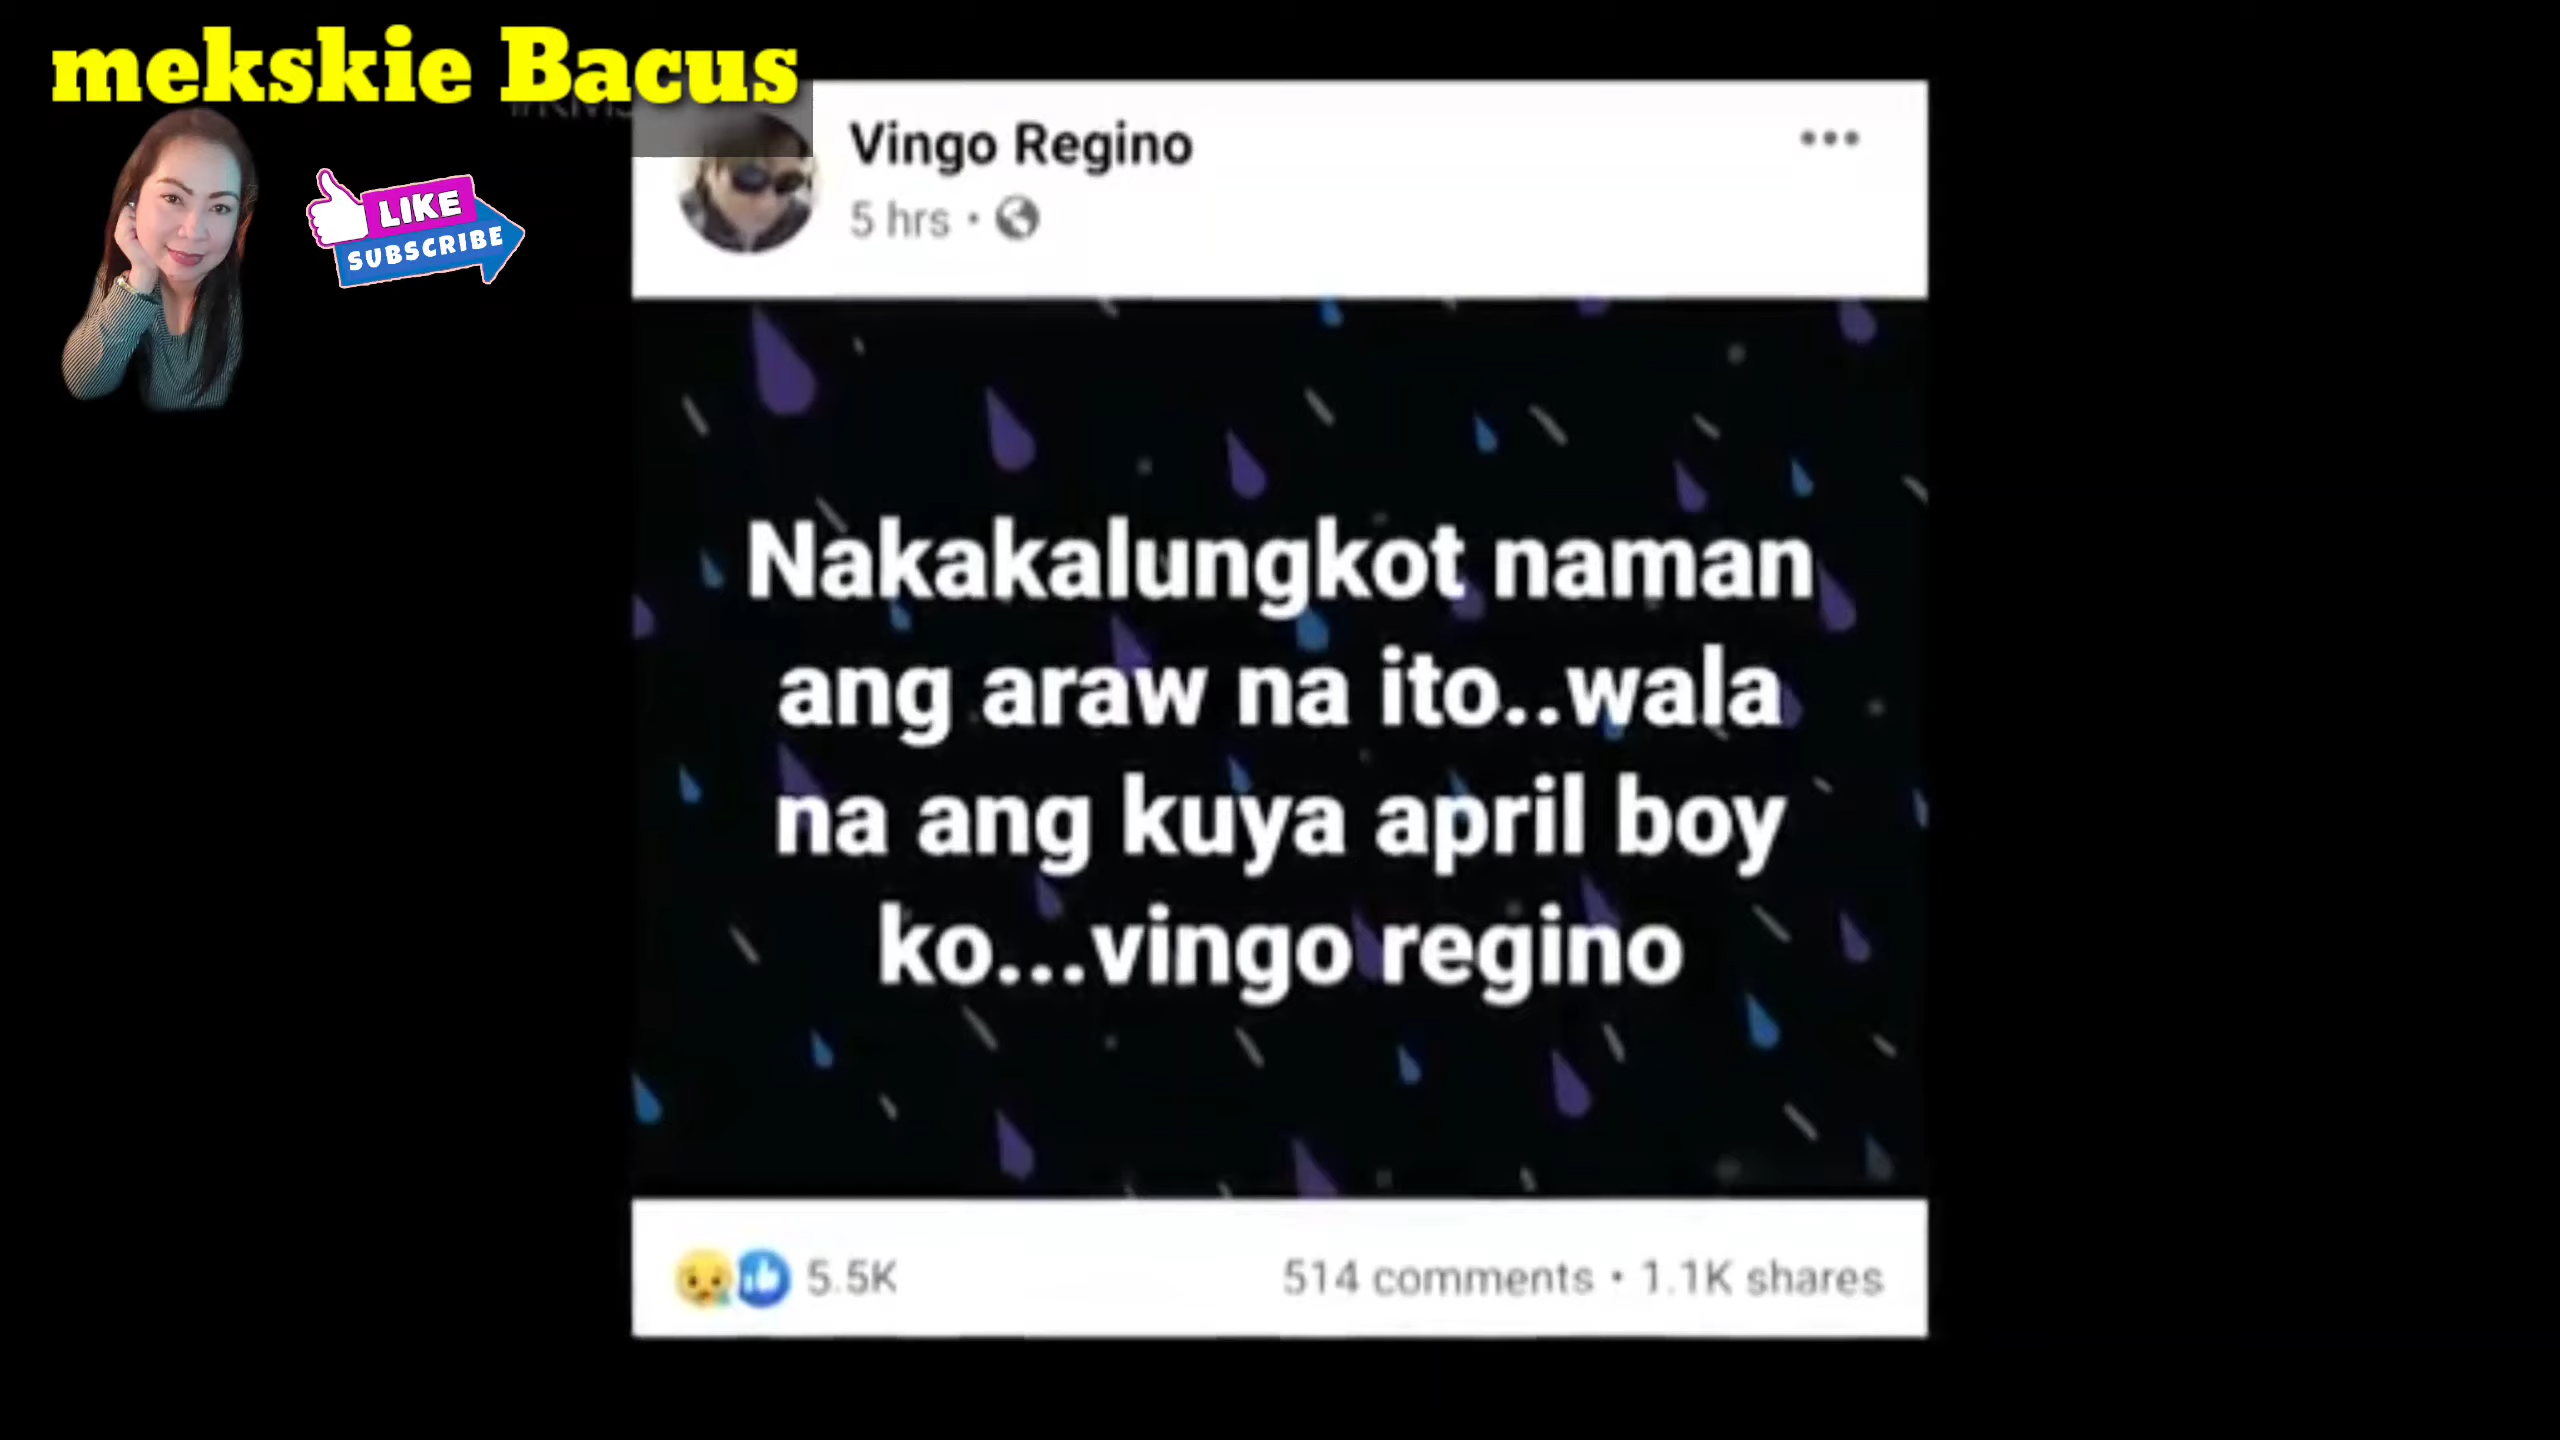 mekskie Bacus
LIKE
SUBSCRIBE
Vingo Regino
5 hrs
Nakakalungkot naman
ang araw na ito..wala
na ang kuya april boy
ko...vingo regino
5.5K
514 comments • 1.1K shares